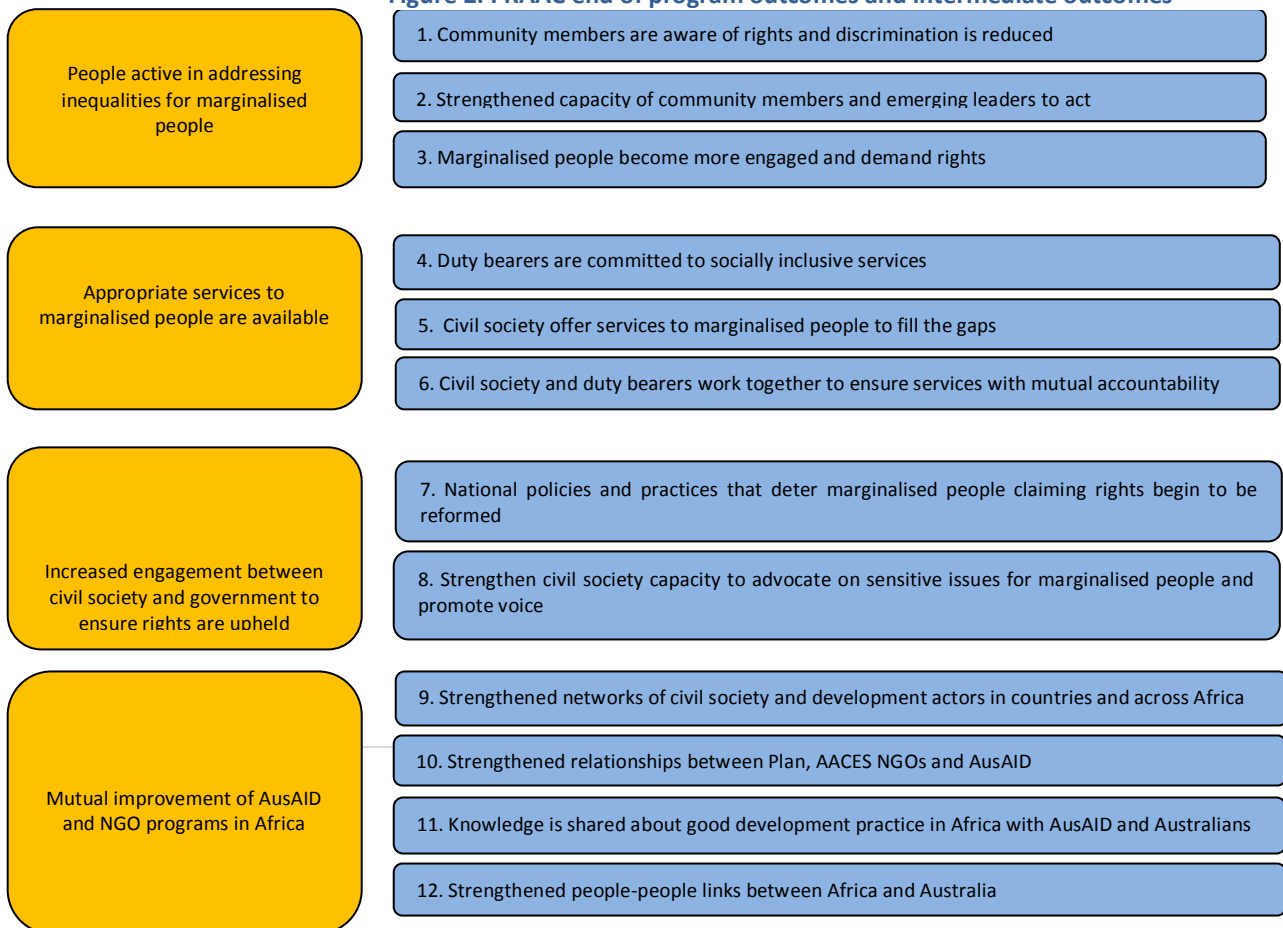 end of program outcomes and intermediate outcomes
People active in addressing
inequalities for marginalised
people
1. Community members are aware of rights and discrimination is reduced
2. Strengthened capacity of community members and emerging leaders to act
3. Marginalised people become more engaged and demand rights
Appropriate services to
marginalised people are available
4. Duty bearers are committed to socially inclusive services
5. Civil society offer services to marginalised people to fill the gaps
6. Civil society and duty bearers work together to ensure services with mutual accountability
Increased engagement between
civil society and government to
ensure rights are upheld
7. National policies and practices that deter marginalised people claiming rights begin to be
reformed
8. Strengthen civil society capacity to advocate on sensitive issues for marginalised people and
promote voice
Mutual improvement of AusAID
and NGO programs in Africa
9. Strengthened networks of civil society and development actors in countries and across Africa
10. Strengthened relationships between Plan, AACES NGOs and AusAID
11. Knowledge is shared about good development practice in Africa with AusAID and Australians
12. Strengthened people-people links between Africa and Australia